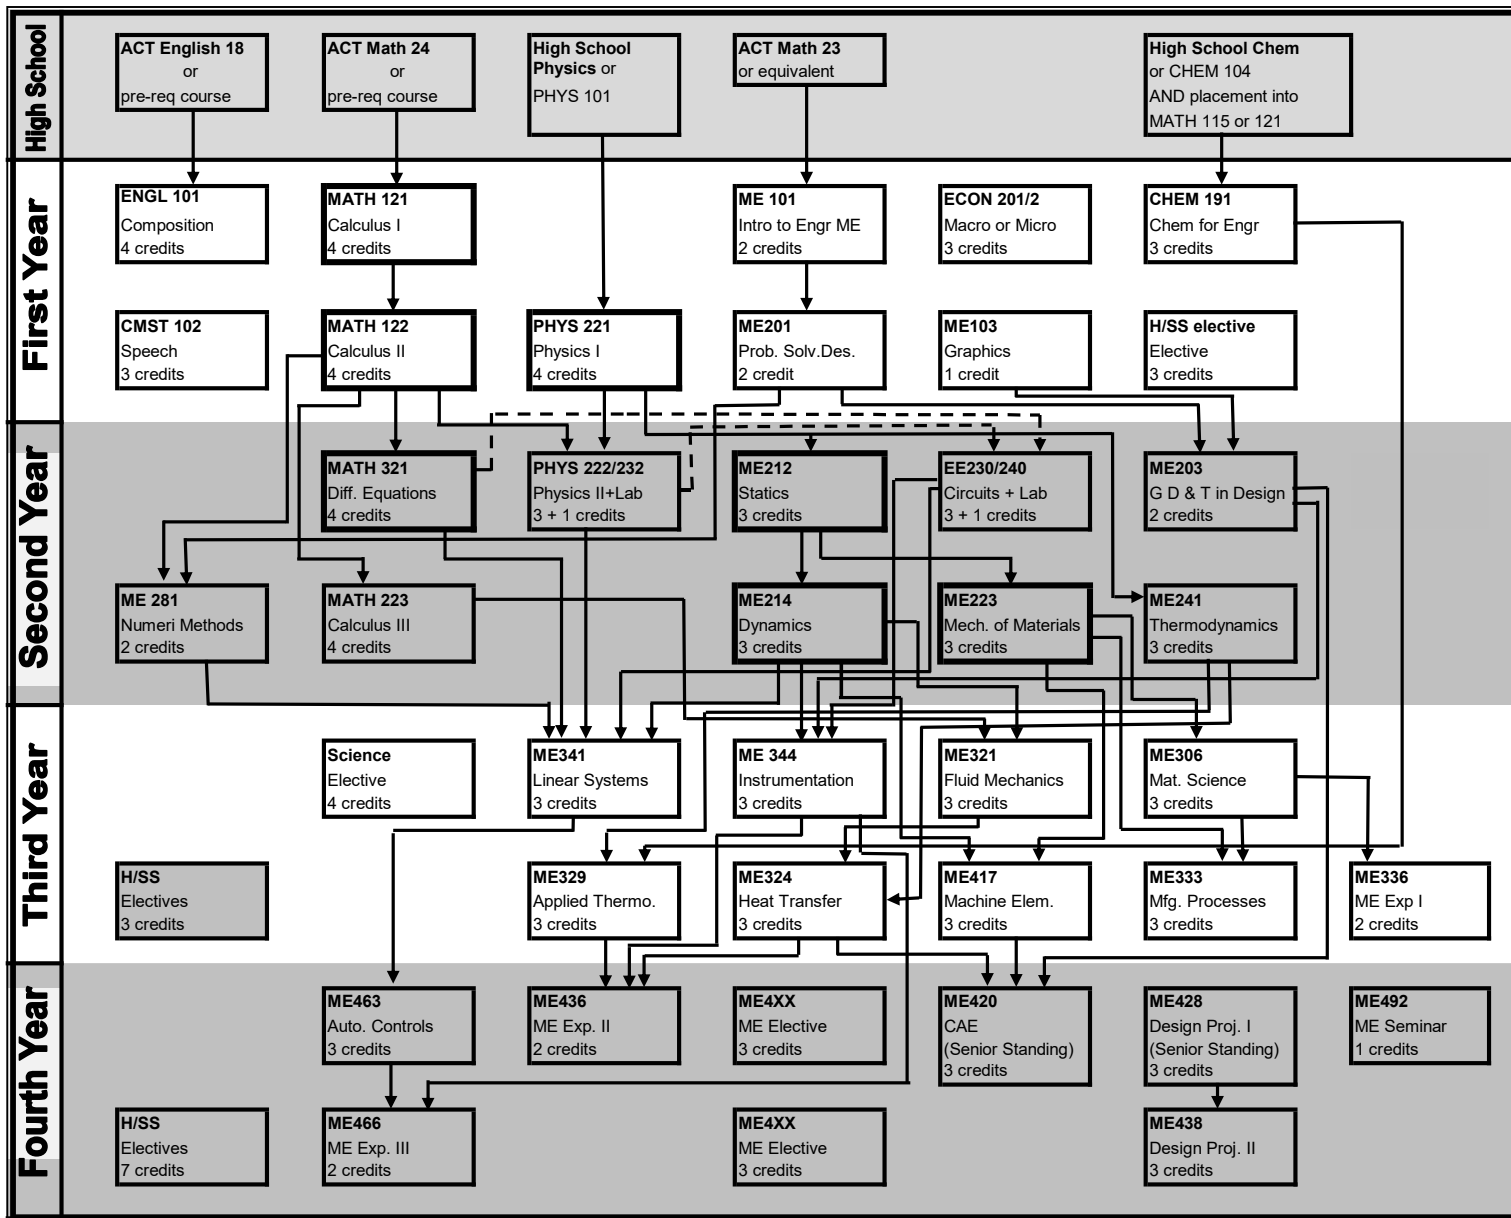 High School
ACT English 18
or
pre-req course
ACT Math 24
or
pre-req course
High School
Physics or
PHYS 101
ACT Math 23
or equivalent
High School Chem
or CHEM 104
AND placement into
MATH 115 or 121
First Year
ENGL 101
Composition
4 credits
MATH 121
Calculus I
4 credits
ME 101
Intro to Engr ME
2 credits
ECON 201/2
Macro or Micro
3 credits
CHEM 191
Chem for Engr
3 credits
CMST 102
Speech
3 credits
MATH 122
Calculus II
4 credits
PHYS 221
Physics I
4 credits
ME201
Prob. Solv.Des.
2 credit
ME103
Graphics
1 credit
H/SS elective
Elective
3 credits
Second Year
MATH 321
Diff. Equations
4 credits
PHYS 222/232
Physics II+Lab
3 + 1 credits
ME212
Statics
3 credits
EE230/240
Circuits + Lab
3 + 1 credits
ME203
G D & T in Design
2 credits
ME 281
Numeri Methods
2 credits
MATH 223
Calculus III
4 credits
ME214
Dynamics
3 credits
ME223
Mech. of Materials
3 credits
ME241
Thermodynamics
3 credits
Third Year
Science
Elective
4 credits
ME341
Linear Systems
3 credits
ME 344
Instrumentation
3 credits
ME321
Fluid Mechanics
3 credits
ME306
Mat. Science
3 credits
H/SS
Electives
3 credits
ME329
Applied Thermo.
3 credits
ME324
Heat Transfer
3 credits
ME417
Machine Elem.
3 credits
ME333
Mfg. Processes
3 credits
ME336
ME Exp I
2 credits
Fourth Year
ME463
Auto. Controls
3 credits
ME436
ME Exp. II
2 credits
ME4XX
ME Elective
3 credits
ME420
CAE
(Senior Standing)
3 credits
ME428
Design Proj. I
(Senior Standing)
3 credits
ME492
ME Seminar
1 credits
H/SS
Electives
7 credits
ME466
ME Exp. III
2 credits
ME4XX
ME Elective
3 credits
ME438
Design Proj. II
3 credits